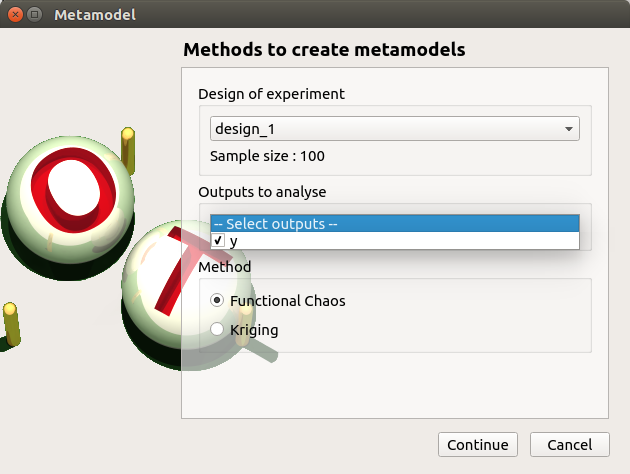 Metamodel
Methods to create metamodels
Design of experiment
design_1
Sample size : 100
Outputs to analyse
-- Select outputs --
y
Method
Functional Chaos
Kriging
Continue
Cancel